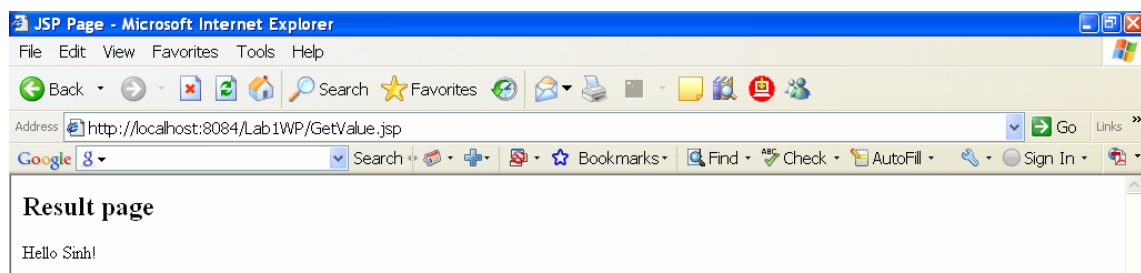 JSP Page - Microsoft Internet Explorer
File Edit View Favorites Tools Help
Back Search Favorites
Address http://localhost:8084/Lab1WP/GetValue.jsp Go Links »
Google g Search Bookmarks Find ABC Check AutoFill Sign In
Result page
Hello Sinh!